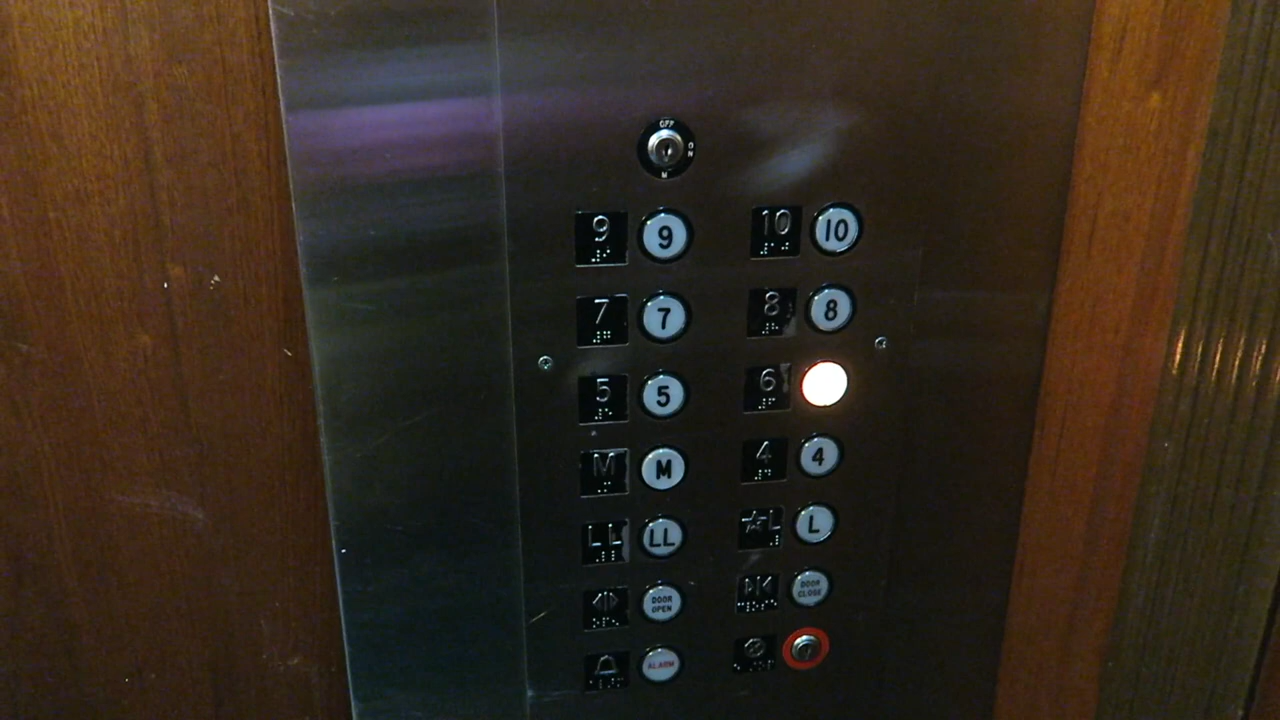 OFF
ON
M
9 9 10 10
7 7 8 8
5 5 6
M M 4 4
LL LL ☆L L
DOOR OPEN DOOR CLOSE
ALARM